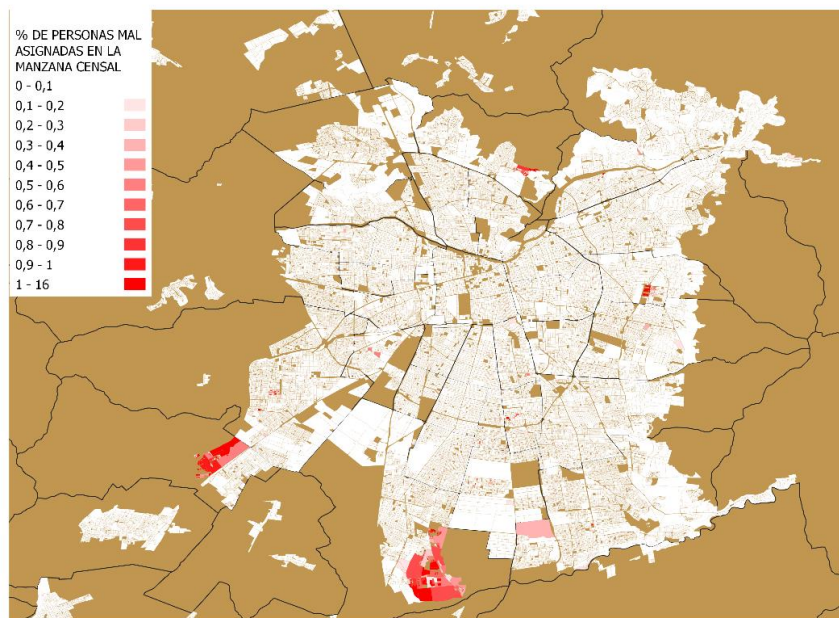 % DE PERSONAS MAL
ASIGNADAS EN LA
MANZANA CENSAL
0 - 0,1
0,1 - 0,2
0,2 - 0,3
0,3 - 0,4
0,4 - 0,5
0,5 - 0,6
0,6 - 0,7
0,7 - 0,8
0,8 - 0,9
0,9 - 1
1 - 16